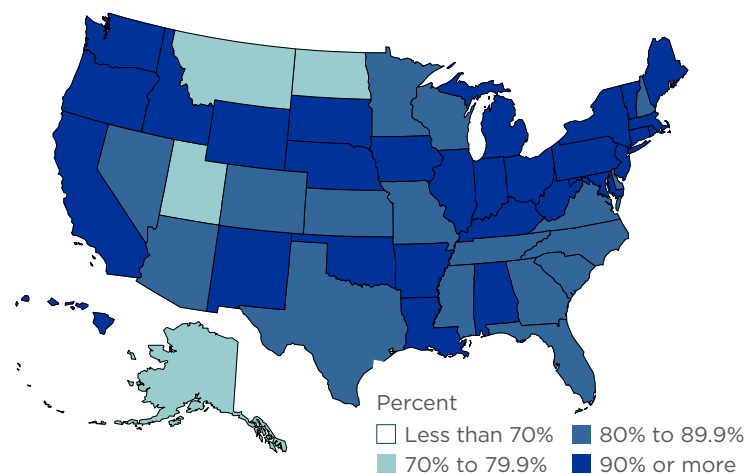 Percent
Less than 70%
80% to 89.9%
70% to 79.9%
90% or more